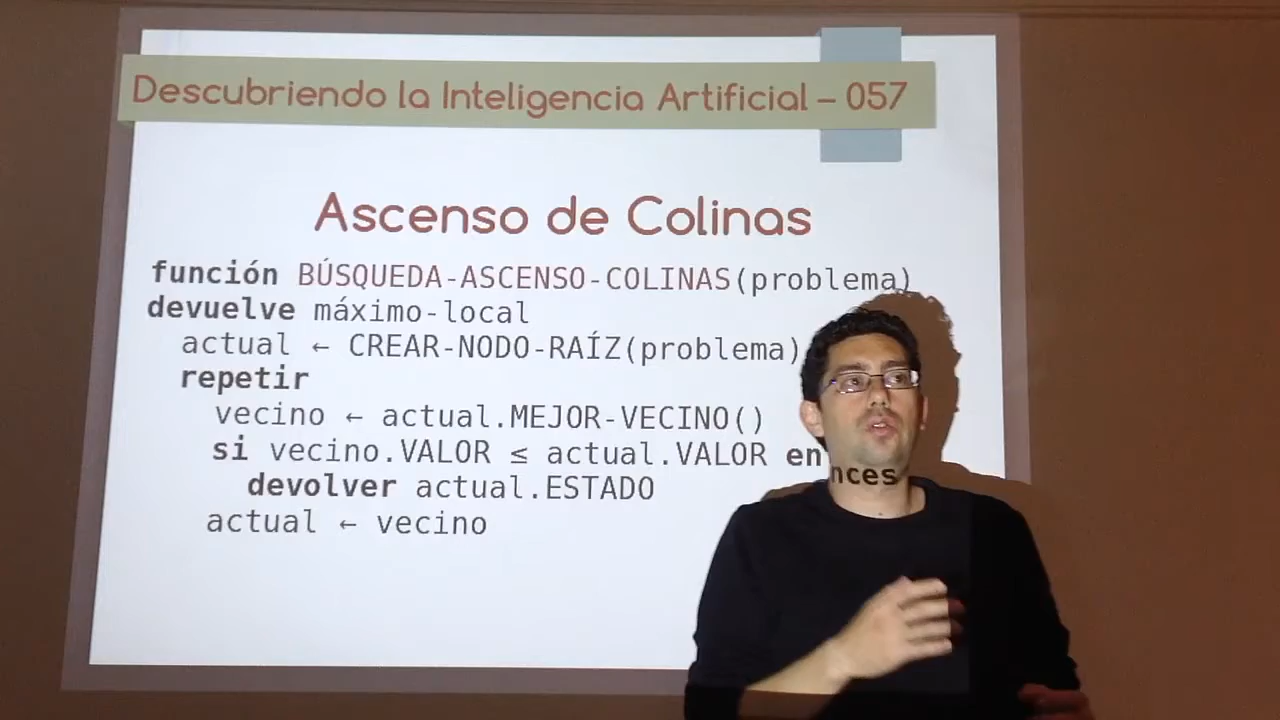 Descubriendo la Inteligencia Artificial – 057
Ascenso de Colinas
función BÚSQUEDA-ASCENSO-COLINAS(problema)
devuelve máximo-local
actual ← CREAR-NODO-RAÍZ(problema)
repetir
vecino ← actual.MEJOR-VECINO()
si vecino.VALOR ≤ actual.VALOR entonces
devolver actual.ESTADO
actual ← vecino